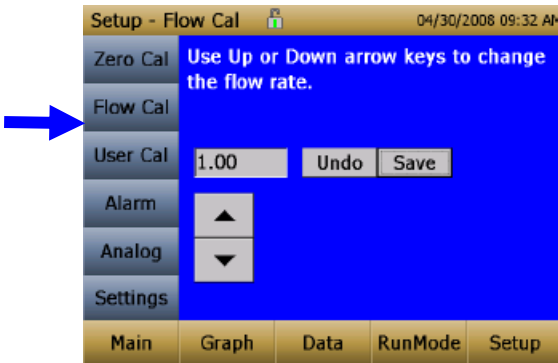 Setup - Flow Cal 04/30/2008 09:32 AM
Zero Cal
Use Up or Down arrow keys to change
the flow rate.
Flow Cal
User Cal
1.00 Undo Save
Alarm
Analog
Settings
Main Graph Data RunMode Setup